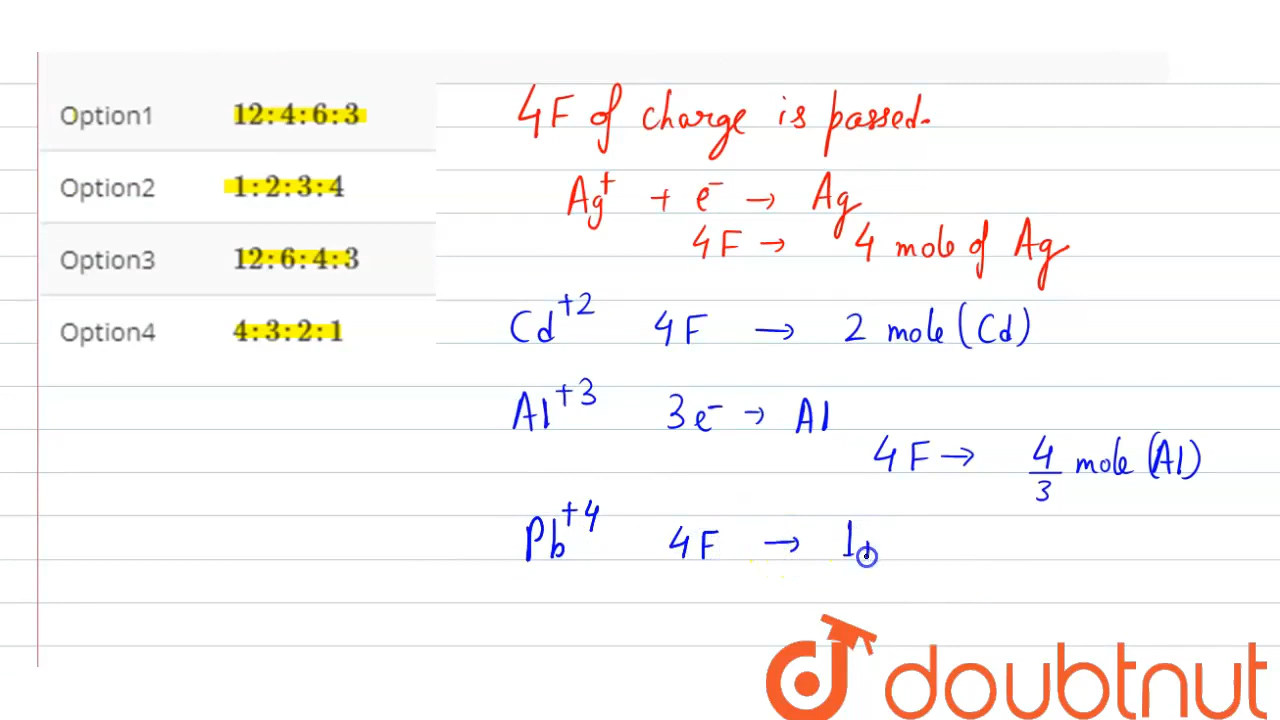 Option1 12 : 4 : 6 : 3
Option2 1 : 2 : 3 : 4
Option3 12 : 6 : 4 : 3
Option4 4 : 3 : 2 : 1
4F of charge is passed.
Ag⁺ + e⁻ → Ag
4F → 4 mole of Ag
Cd⁺² 4F → 2 mole (Cd)
Al⁺³ 3e⁻ → Al
4F → 4/3 mole (Al)
Pb⁺⁴ 4F → 1
doubtnut